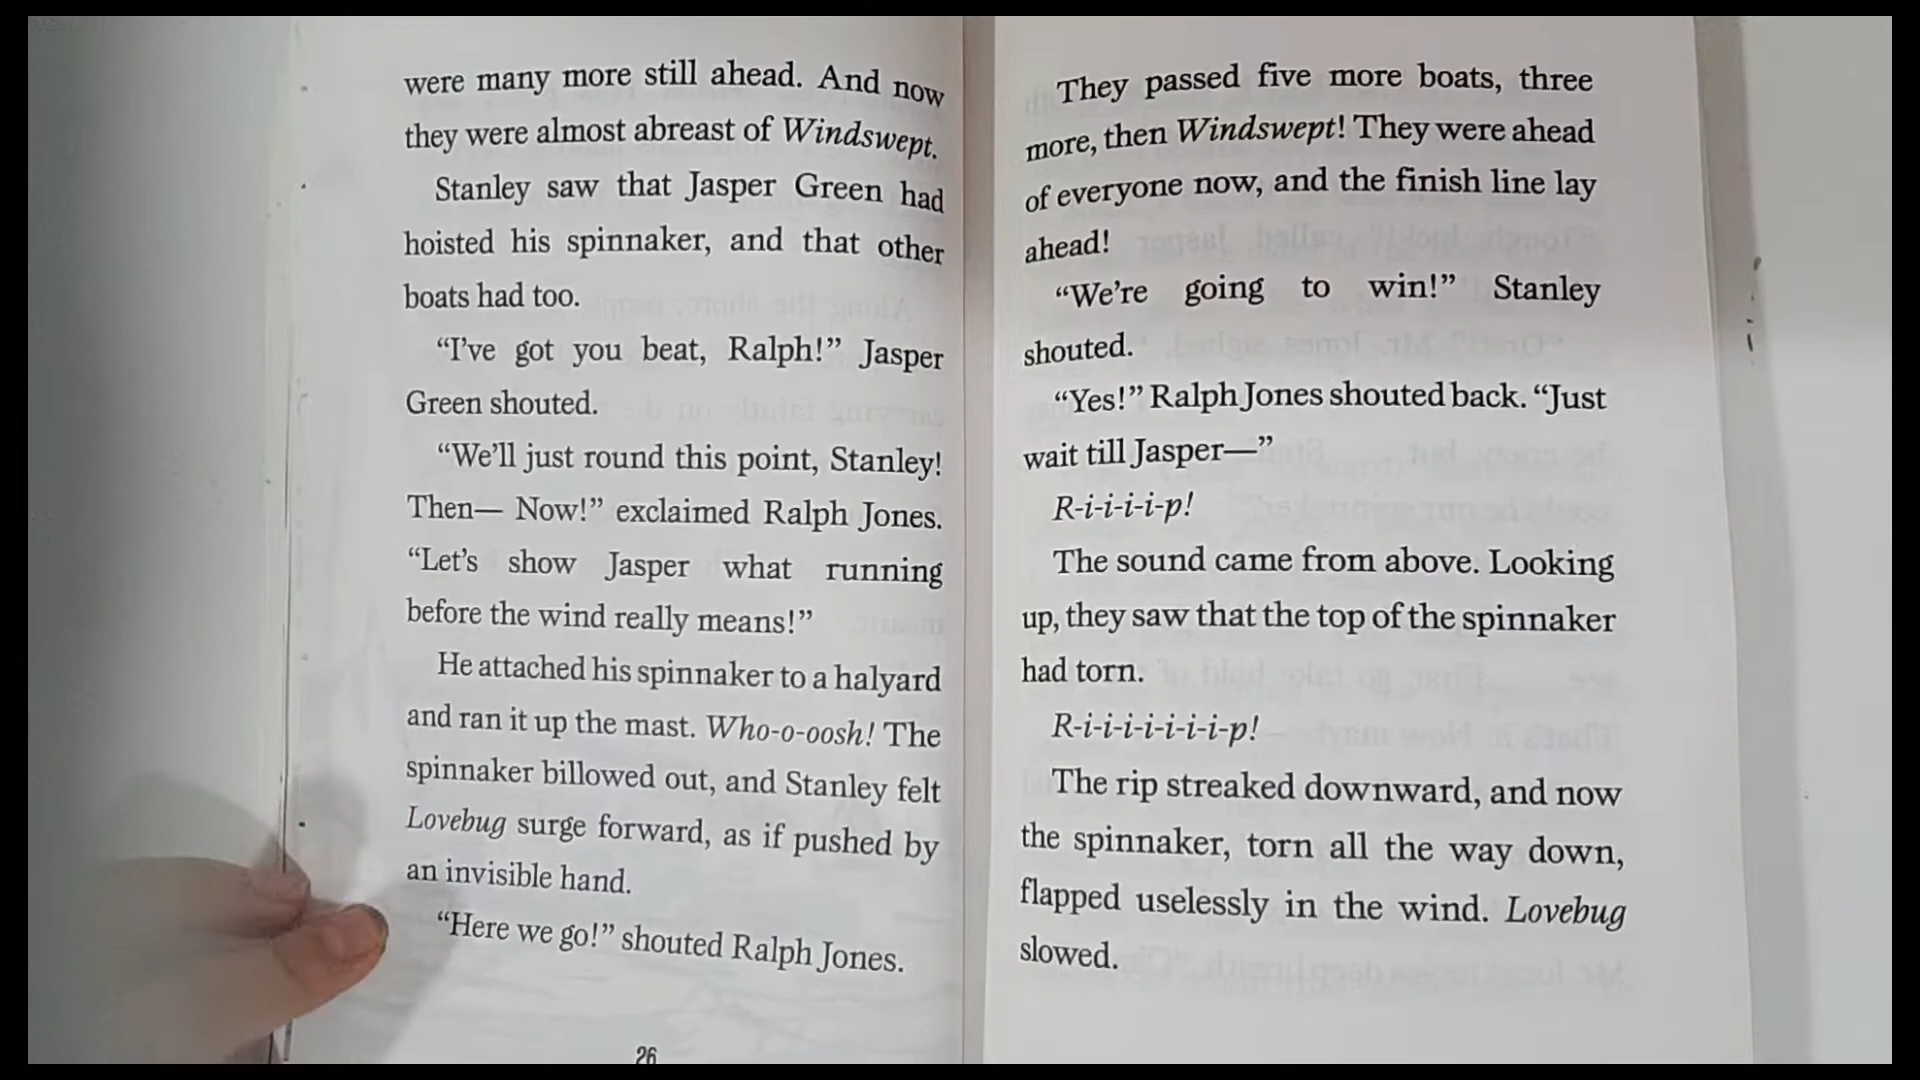 were many more still ahead. And now
they were almost abreast of Windswept.
Stanley saw that Jasper Green had
hoisted his spinnaker, and that other
boats had too.
“I’ve got you beat, Ralph!” Jasper
Green shouted.
“We’ll just round this point, Stanley!
Then— Now!” exclaimed Ralph Jones.
“Let’s show Jasper what running
before the wind really means!”
He attached his spinnaker to a halyard
and ran it up the mast. Who-o-oosh! The
spinnaker billowed out, and Stanley felt
Lovebug surge forward, as if pushed by
an invisible hand.
“Here we go!” shouted Ralph Jones.
26
They passed five more boats, three
more, then Windswept! They were ahead
of everyone now, and the finish line lay
ahead!
“We’re going to win!” Stanley
shouted.
“Yes!” Ralph Jones shouted back. “Just
wait till Jasper—”
R-i-i-i-i-p!
The sound came from above. Looking
up, they saw that the top of the spinnaker
had torn.
R-i-i-i-i-i-i-p!
The rip streaked downward, and now
the spinnaker, torn all the way down,
flapped uselessly in the wind. Lovebug
slowed.